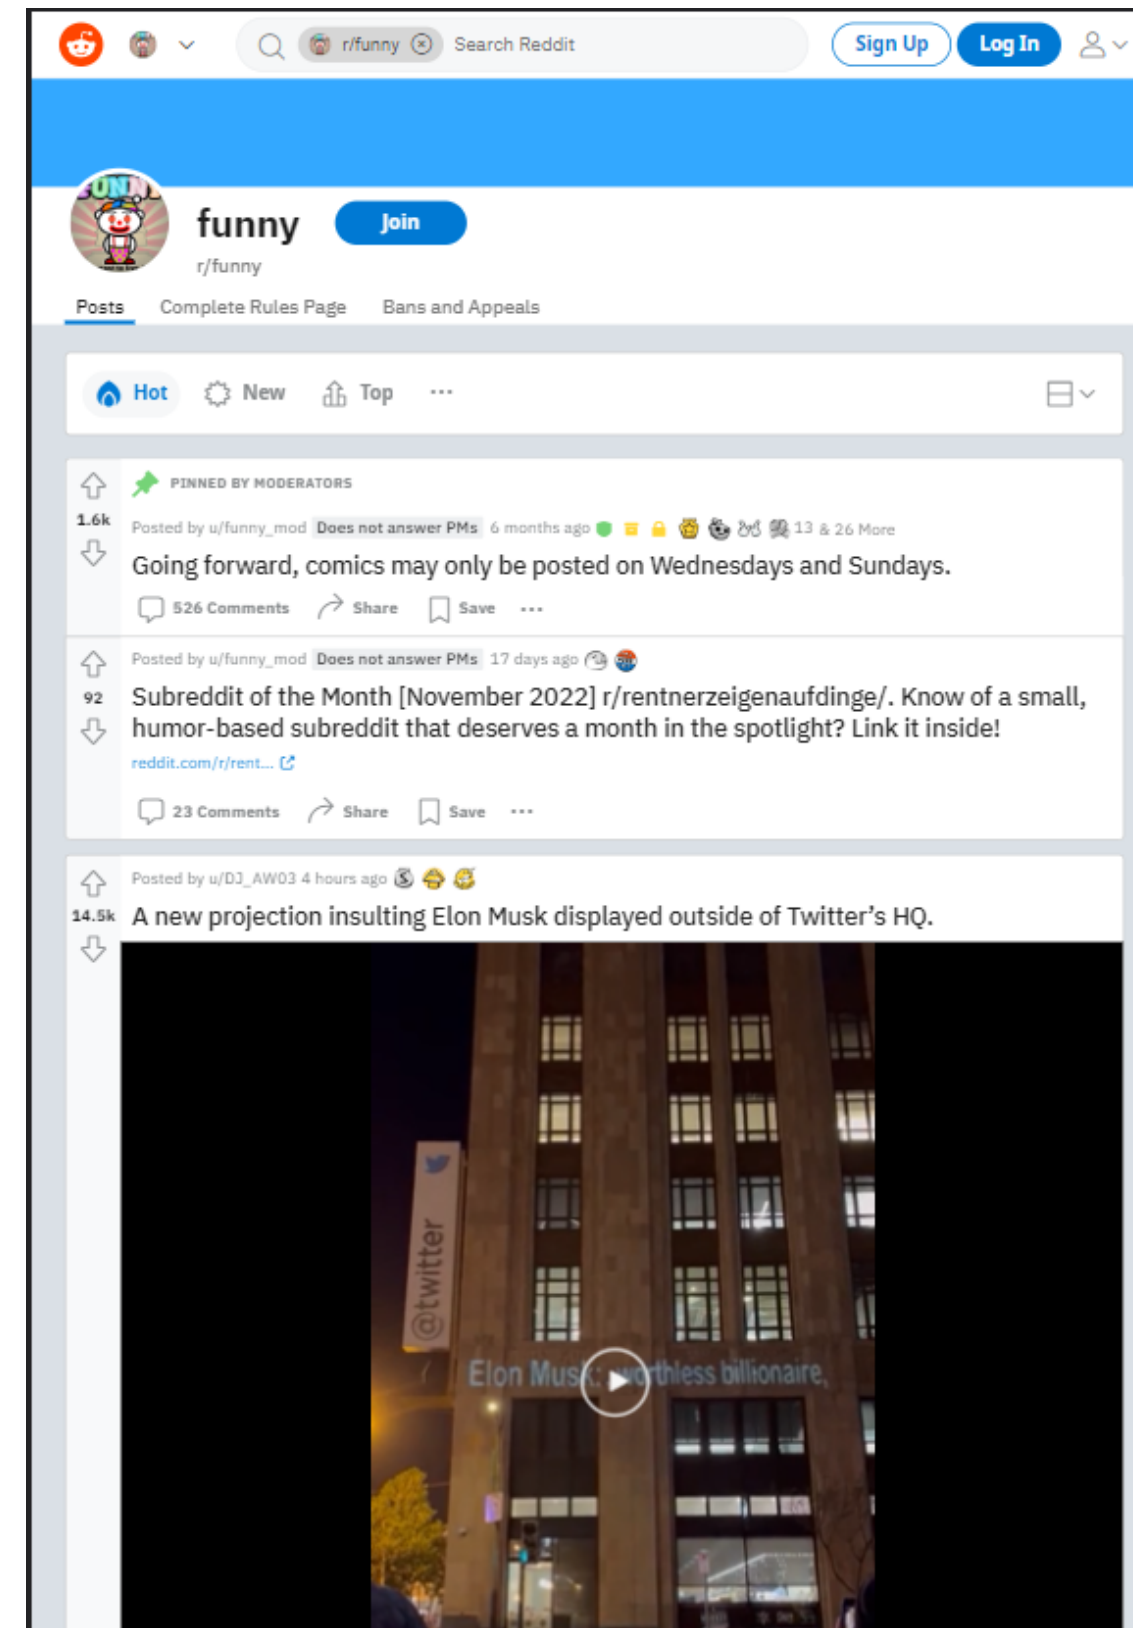 r/funny Search Reddit Sign Up Log In
FUNNY
funny Join
r/funny
Posts Complete Rules Page Bans and Appeals
Hot New Top ...
PINNED BY MODERATORS
1.6k
Posted by u/funny_mod Does not answer PMs 6 months ago 13 & 26 More
Going forward, comics may only be posted on Wednesdays and Sundays.
526 Comments Share Save ...
Posted by u/funny_mod Does not answer PMs 17 days ago
92
Subreddit of the Month [November 2022] r/rentnerzeigenaufdinge/. Know of a small,
humor-based subreddit that deserves a month in the spotlight? Link it inside!
reddit.com/r/rent...
23 Comments Share Save ...
Posted by u/DJ_AW03 4 hours ago
14.5k
A new projection insulting Elon Musk displayed outside of Twitter’s HQ.
@twitter
Elon Musk: worthless billionaire,